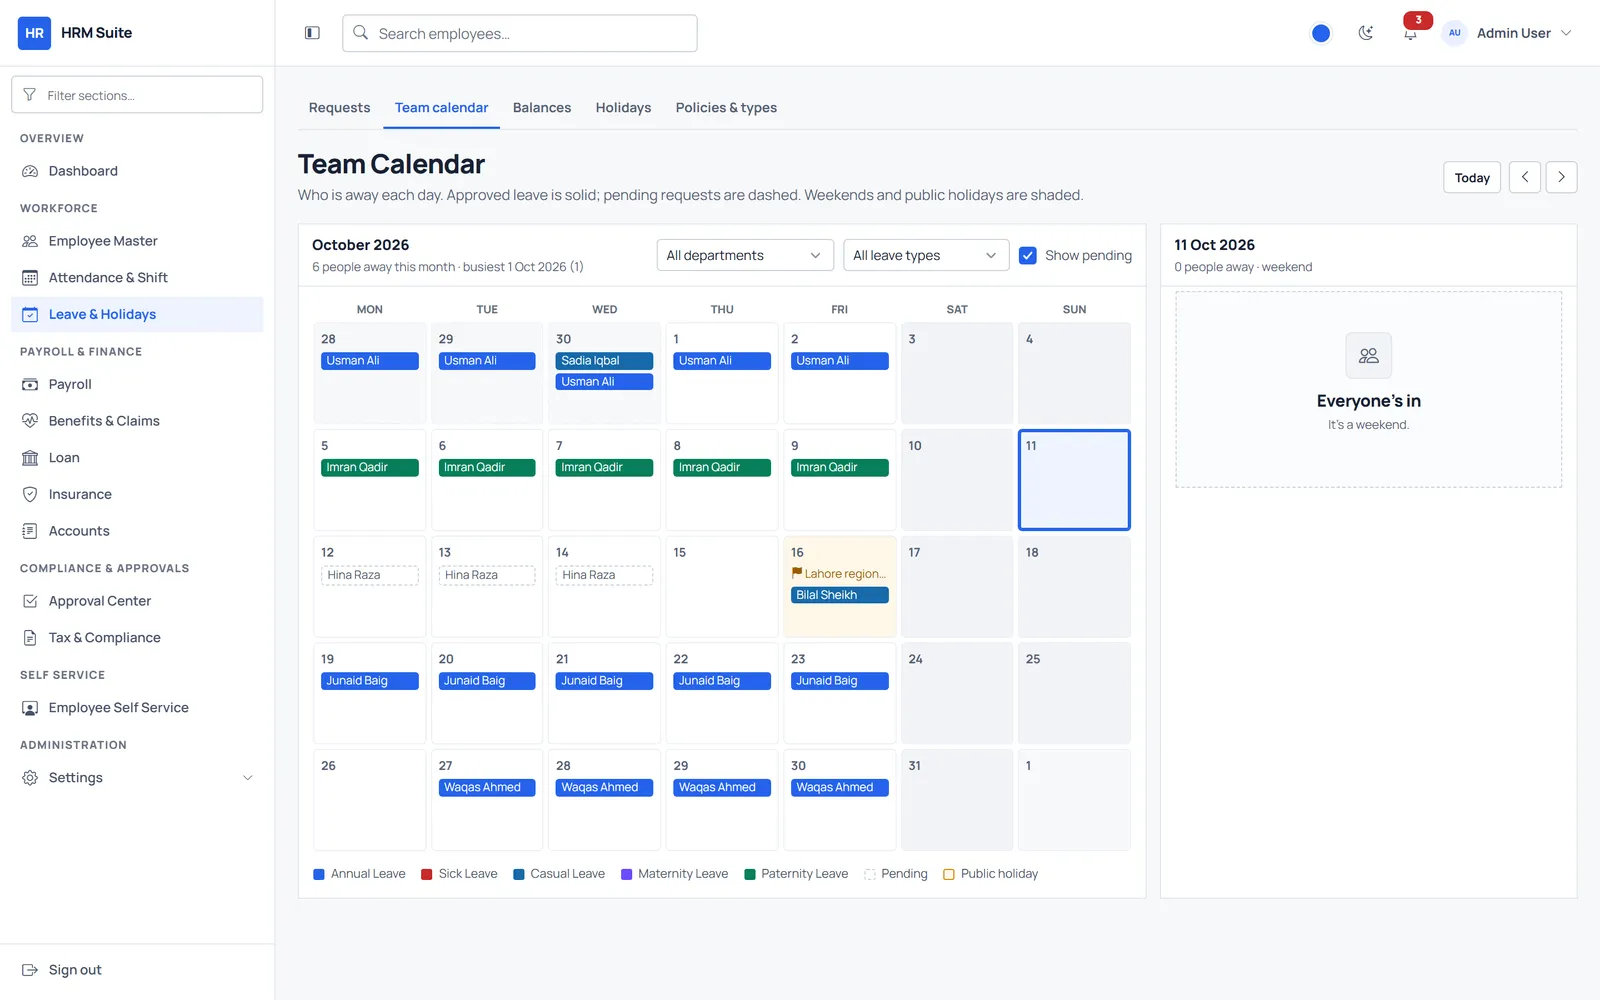 HR HRM Suite
Search employees...
3
AU Admin User
Filter sections...
OVERVIEW
Dashboard
WORKFORCE
Employee Master
Attendance & Shift
Leave & Holidays
PAYROLL & FINANCE
Payroll
Benefits & Claims
Loan
Insurance
Accounts
COMPLIANCE & APPROVALS
Approval Center
Tax & Compliance
SELF SERVICE
Employee Self Service
ADMINISTRATION
Settings
Sign out
Requests Team calendar Balances Holidays Policies & types
Team Calendar
Who is away each day. Approved leave is solid; pending requests are dashed. Weekends and public holidays are shaded.
Today
October 2026
6 people away this month · busiest 1 Oct 2026 (1)
All departments All leave types Show pending
MON TUE WED THU FRI SAT SUN
28 29 30 1 2 3 4
Usman Ali Usman Ali Sadia Iqbal Usman Ali Usman Ali
Usman Ali
5 6 7 8 9 10 11
Imran Qadir Imran Qadir Imran Qadir Imran Qadir Imran Qadir
12 13 14 15 16 17 18
Hina Raza Hina Raza Hina Raza Lahore region...
Bilal Sheikh
19 20 21 22 23 24 25
Junaid Baig Junaid Baig Junaid Baig Junaid Baig Junaid Baig
26 27 28 29 30 31 1
Waqas Ahmed Waqas Ahmed Waqas Ahmed Waqas Ahmed
Annual Leave Sick Leave Casual Leave Maternity Leave Paternity Leave Pending Public holiday
11 Oct 2026
0 people away · weekend
Everyone's in
It's a weekend.